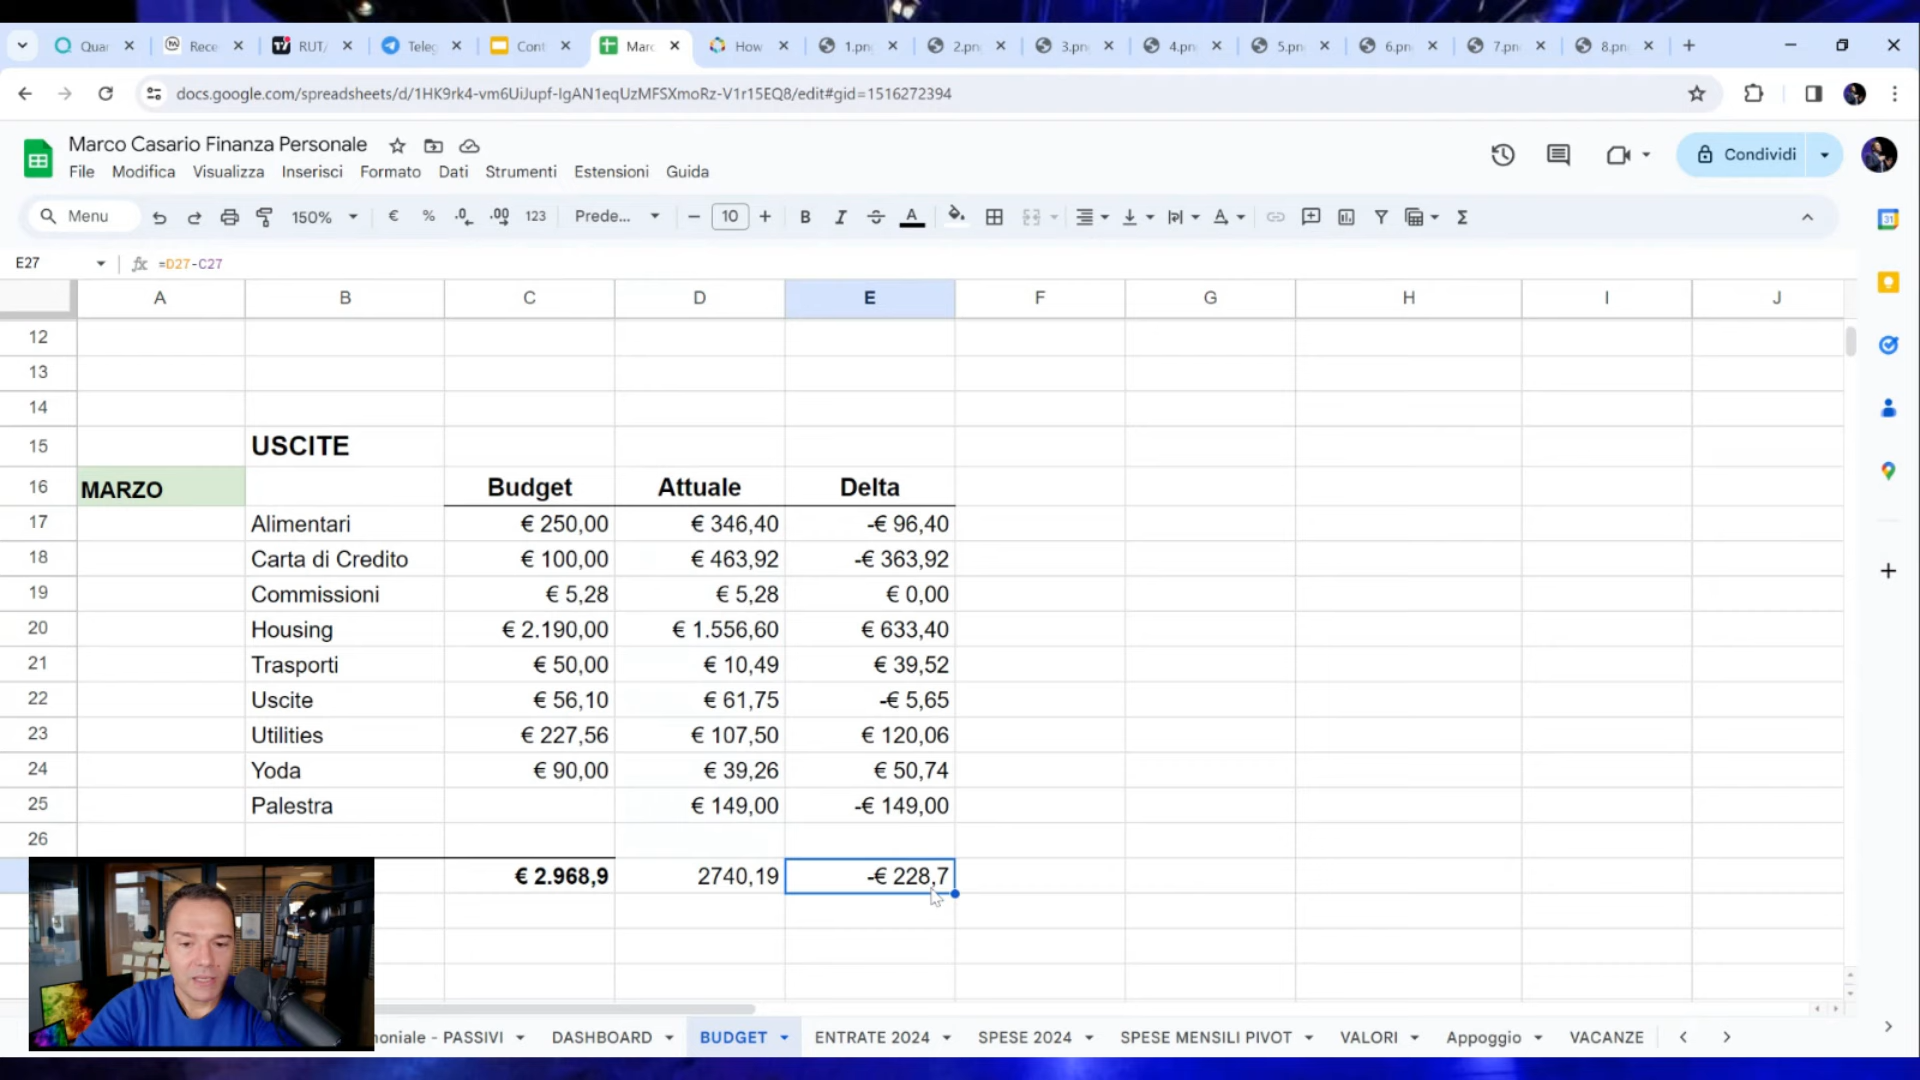 Quar
Rece
RUT/
Teleg
Cont
Marc
How
1.pn
2.pn
3.pn
4.pn
5.pn
6.pn
7.pn
8.pn
docs.google.com/spreadsheets/d/1HK9rk4-vm6UiJupf-IgAN1eqUzMFSXmoRz-V1r15EQ8/edit#gid=1516272394
Marco Casario Finanza Personale
File Modifica Visualizza Inserisci Formato Dati Strumenti Estensioni Guida
Condividi
Menu 150% € % .0 .00 123 Prede... 10 B I S A Σ
E27 fx =D27-C27
A B C D E F G H I J
12
13
14
15 USCITE
16 MARZO Budget Attuale Delta
17 Alimentari € 250,00 € 346,40 -€ 96,40
18 Carta di Credito € 100,00 € 463,92 -€ 363,92
19 Commissioni € 5,28 € 5,28 € 0,00
20 Housing € 2.190,00 € 1.556,60 € 633,40
21 Trasporti € 50,00 € 10,49 € 39,52
22 Uscite € 56,10 € 61,75 -€ 5,65
23 Utilities € 227,56 € 107,50 € 120,06
24 Yoda € 90,00 € 39,26 € 50,74
25 Palestra € 149,00 -€ 149,00
26
€ 2.968,9 2740,19 -€ 228,7
moniale - PASSIVI DASHBOARD BUDGET ENTRATE 2024 SPESE 2024 SPESE MENSILI PIVOT VALORI Appoggio VACANZE